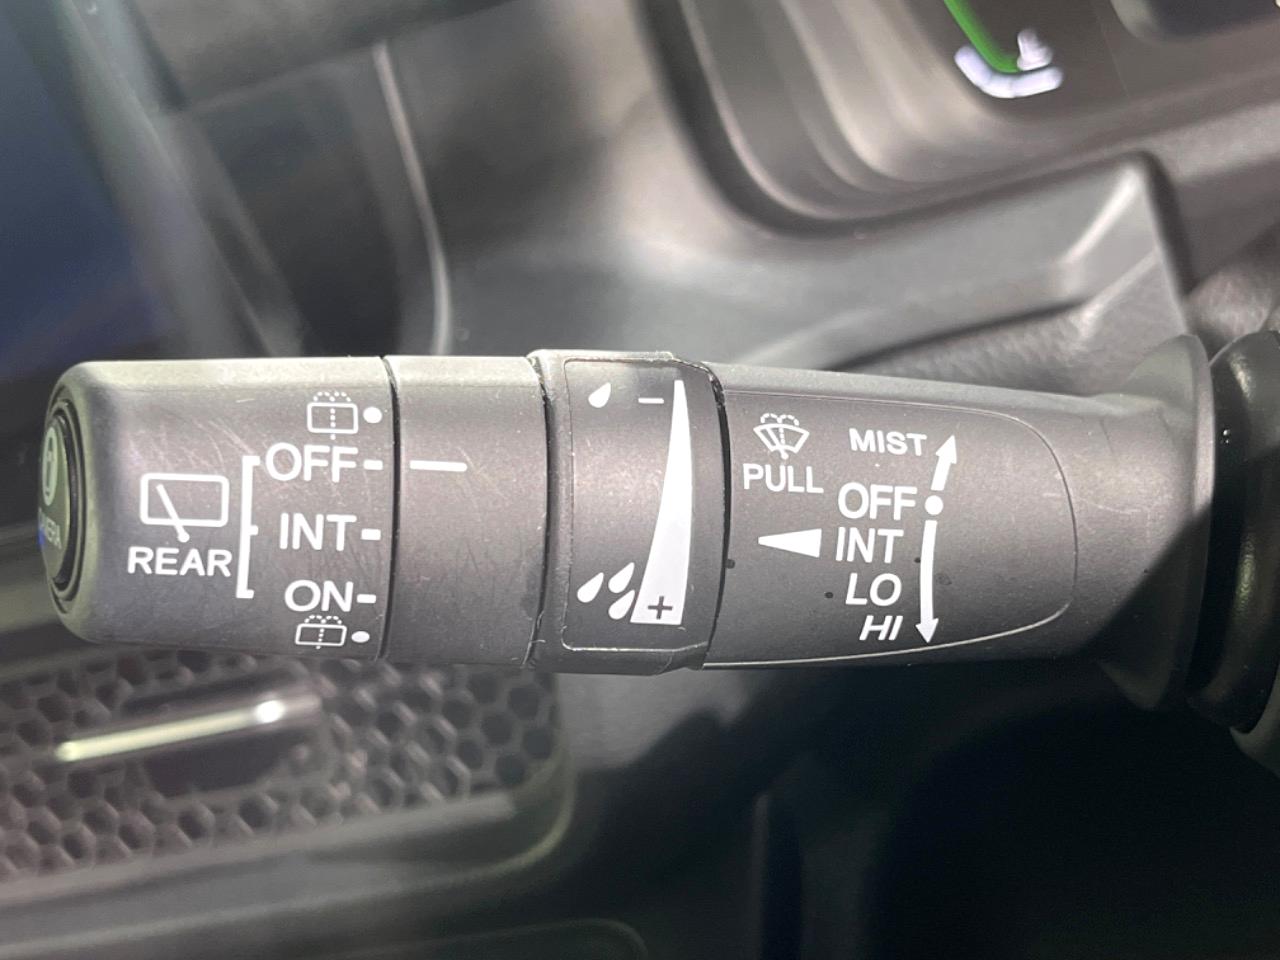 REAR
OFF
INT
ON
−
+
PULL
MIST
OFF
INT
LO
HI